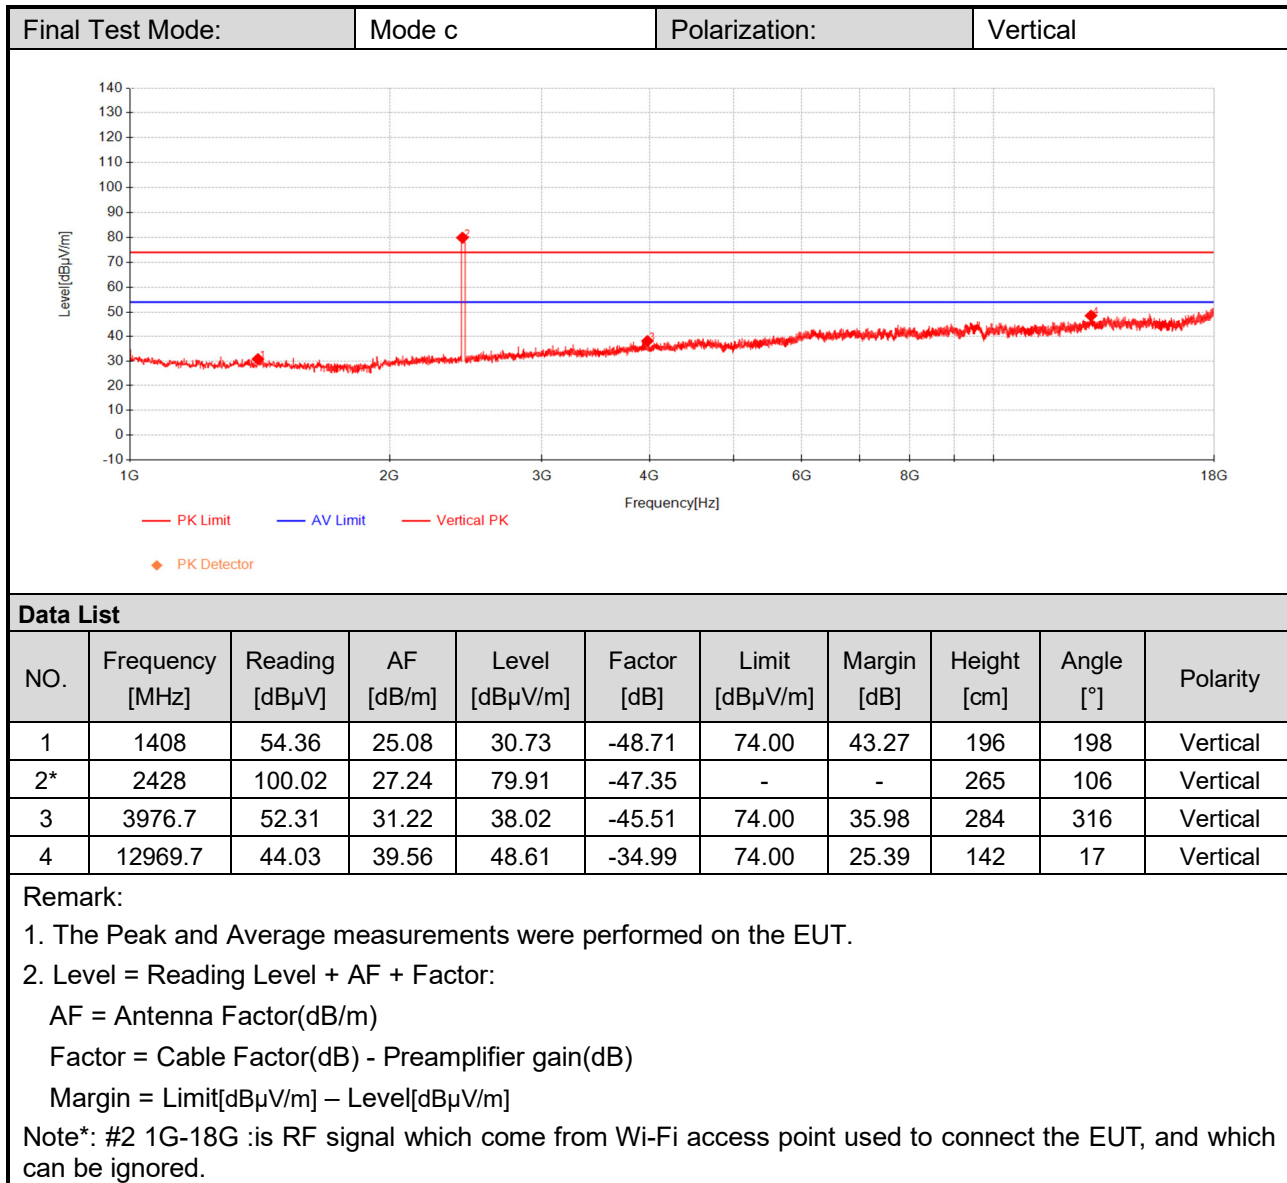 Final Test Mode: Mode c Polarization: Vertical
140
130
120
110
100
90
80
70
60
50
40
30
20
10
0
-10
Level[dBµV/m]
1
2
3
4
1G 2G 3G 4G 6G 8G 18G
Frequency[Hz]
PK Limit AV Limit Vertical PK
PK Detector
Data List
NO. Frequency [MHz] Reading [dBµV] AF [dB/m] Level [dBµV/m] Factor [dB] Limit [dBµV/m] Margin [dB] Height [cm] Angle [°] Polarity
1 1408 54.36 25.08 30.73 -48.71 74.00 43.27 196 198 Vertical
2* 2428 100.02 27.24 79.91 -47.35 - - 265 106 Vertical
3 3976.7 52.31 31.22 38.02 -45.51 74.00 35.98 284 316 Vertical
4 12969.7 44.03 39.56 48.61 -34.99 74.00 25.39 142 17 Vertical
Remark:
1. The Peak and Average measurements were performed on the EUT.
2. Level = Reading Level + AF + Factor:
AF = Antenna Factor(dB/m)
Factor = Cable Factor(dB) - Preamplifier gain(dB)
Margin = Limit[dBµV/m] – Level[dBµV/m]
Note*: #2 1G-18G :is RF signal which come from Wi-Fi access point used to connect the EUT, and which
can be ignored.